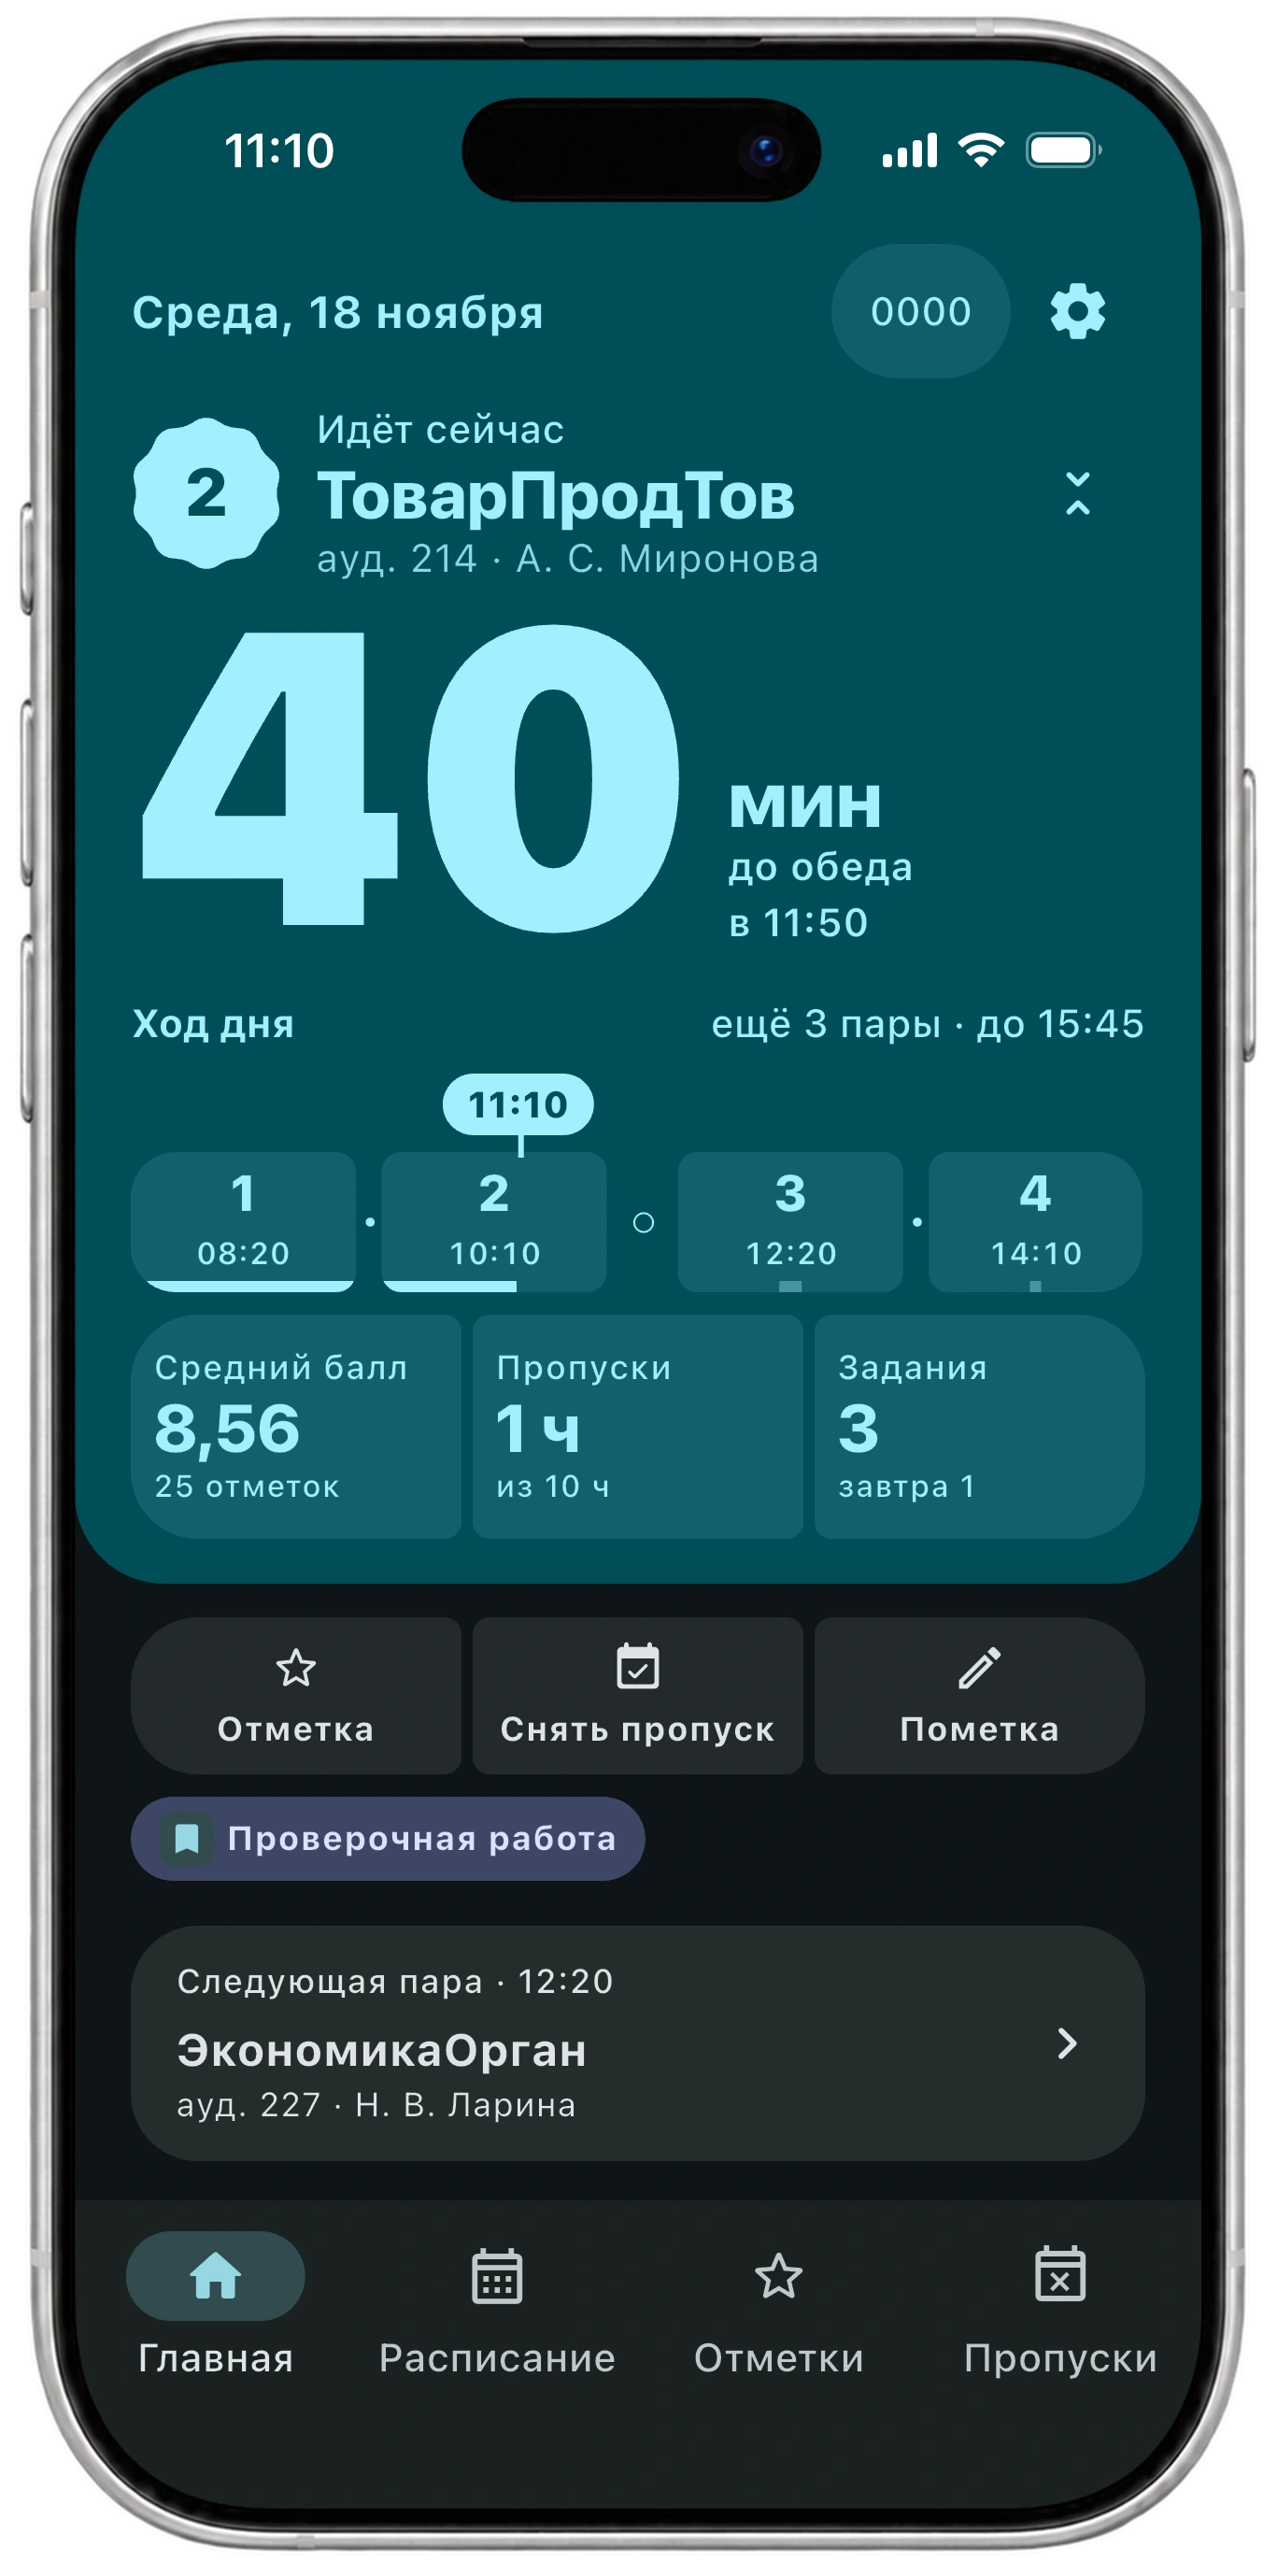 11:10
Среда, 18 ноября
0000
2
Идёт сейчас
ТоварПродТов
ауд. 214 · А. С. Миронова
40
мин
до обеда
в 11:50
Ход дня
ещё 3 пары · до 15:45
11:10
1
2
3
4
08:20
10:10
12:20
14:10
Средний балл
8,56
25 отметок
Пропуски
1 ч
из 10 ч
Задания
3
завтра 1
Отметка
Снять пропуск
Пометка
Проверочная работа
Следующая пара · 12:20
ЭкономикаОрган
ауд. 227 · Н. В. Ларина
Главная
Расписание
Отметки
Пропуски